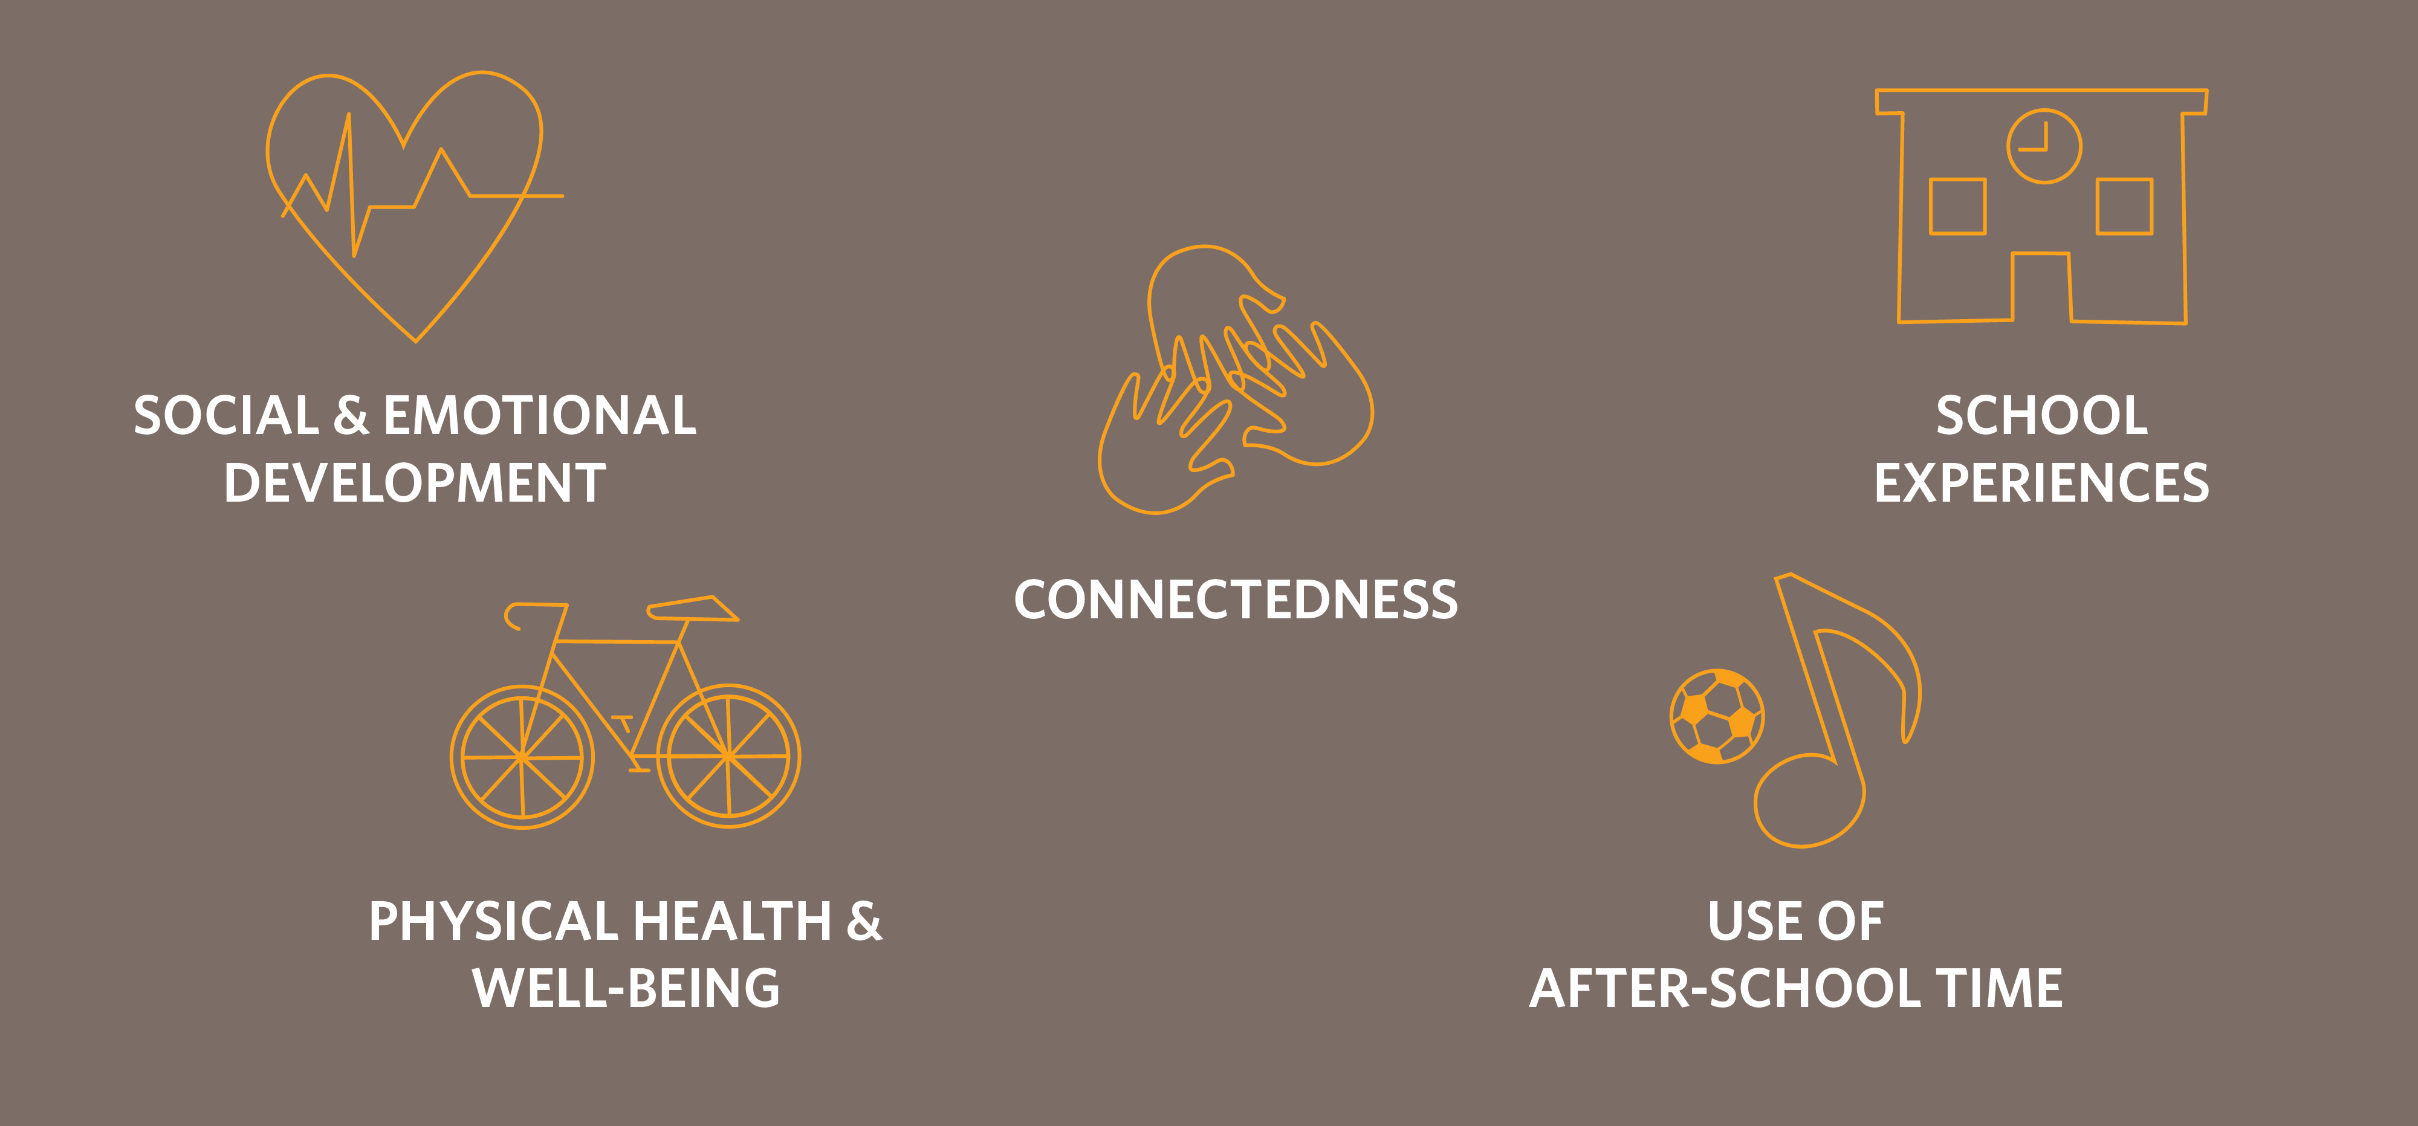 SOCIAL & EMOTIONAL
DEVELOPMENT
CONNECTEDNESS
SCHOOL
EXPERIENCES
PHYSICAL HEALTH &
WELL-BEING
USE OF
AFTER-SCHOOL TIME